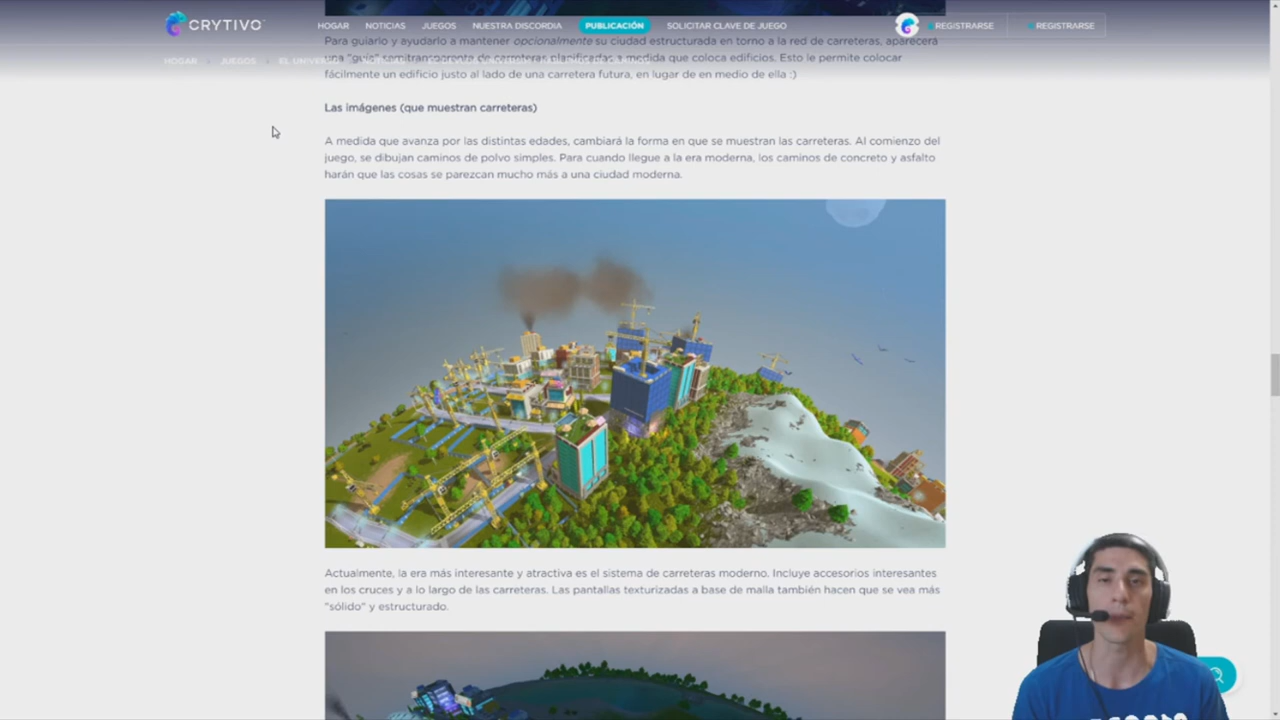 CRYTIVO
HOGAR NOTICIAS JUEGOS NUESTRA DISCORDIA PUBLICACIÓN SOLICITAR CLAVE DE JUEGO REGISTRARSE REGISTRARSE
Para guiarlo y ayudarlo a mantener opcionalmente su ciudad estructurada en torno a la red de carreteras, aparecerá
una "guía" semitransparente de carreteras planificadas a medida que coloca edificios. Esto le permite colocar
HOGAR JUEGOS
fácilmente un edificio justo al lado de una carretera futura, en lugar de en medio de ella :)
Las imágenes (que muestran carreteras)
A medida que avanza por las distintas edades, cambiará la forma en que se muestran las carreteras. Al comienzo del
juego, se dibujan caminos de polvo simples. Para cuando llegue a la era moderna, los caminos de concreto y asfalto
harán que las cosas se parezcan mucho más a una ciudad moderna.
Actualmente, la era más interesante y atractiva es el sistema de carreteras moderno. Incluye accesorios interesantes
en los cruces y a lo largo de las carreteras. Las pantallas texturizadas a base de malla también hacen que se vea más
"sólido" y estructurado.